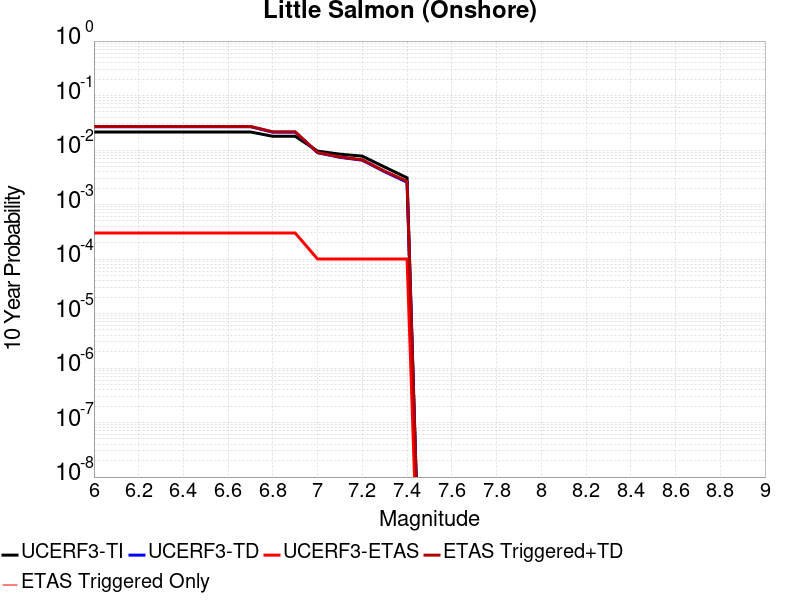 Little Salmon (Onshore)
10^0
10^-1
10^-2
10^-3
10^-4
10^-5
10^-6
10^-7
10^-8
10 Year Probability
6 6.2 6.4 6.6 6.8 7 7.2 7.4 7.6 7.8 8 8.2 8.4 8.6 8.8 9
Magnitude
UCERF3-TI UCERF3-TD UCERF3-ETAS ETAS Triggered+TD
ETAS Triggered Only